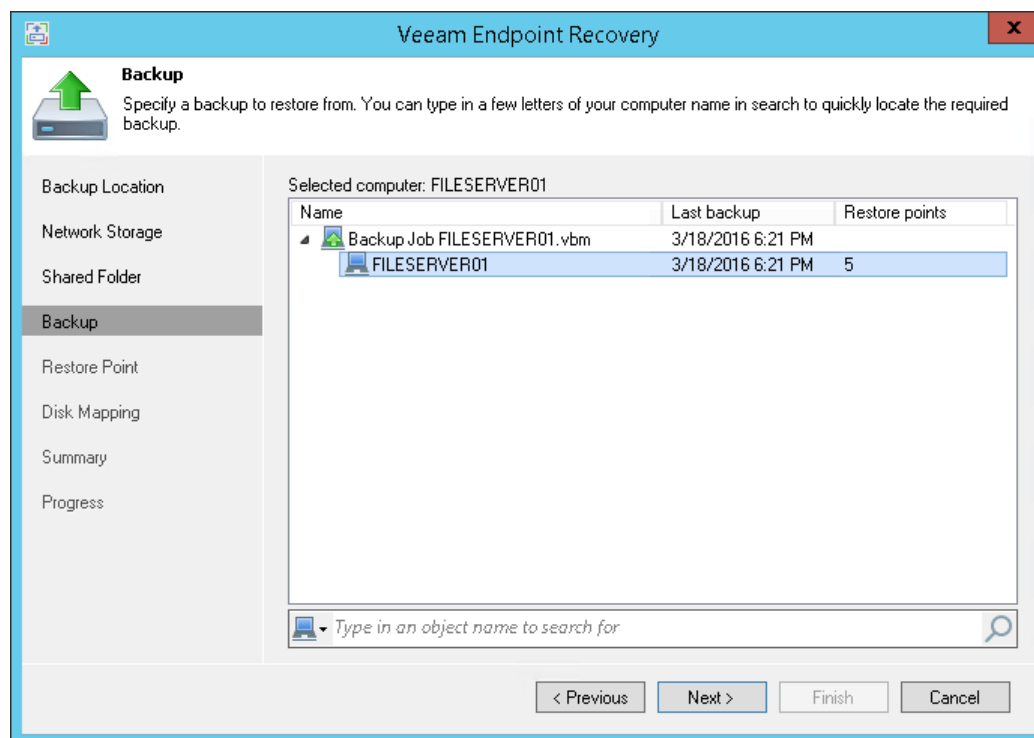 Veeam Endpoint Recovery
x
Backup
Specify a backup to restore from. You can type in a few letters of your computer name in search to quickly locate the required
backup.
Backup Location
Network Storage
Shared Folder
Backup
Restore Point
Disk Mapping
Summary
Progress
Selected computer: FILESERVER01
Name Last backup Restore points
Backup Job FILESERVER01.vbm 3/18/2016 6:21 PM
FILESERVER01 3/18/2016 6:21 PM 5
Type in an object name to search for
< Previous Next > Finish Cancel